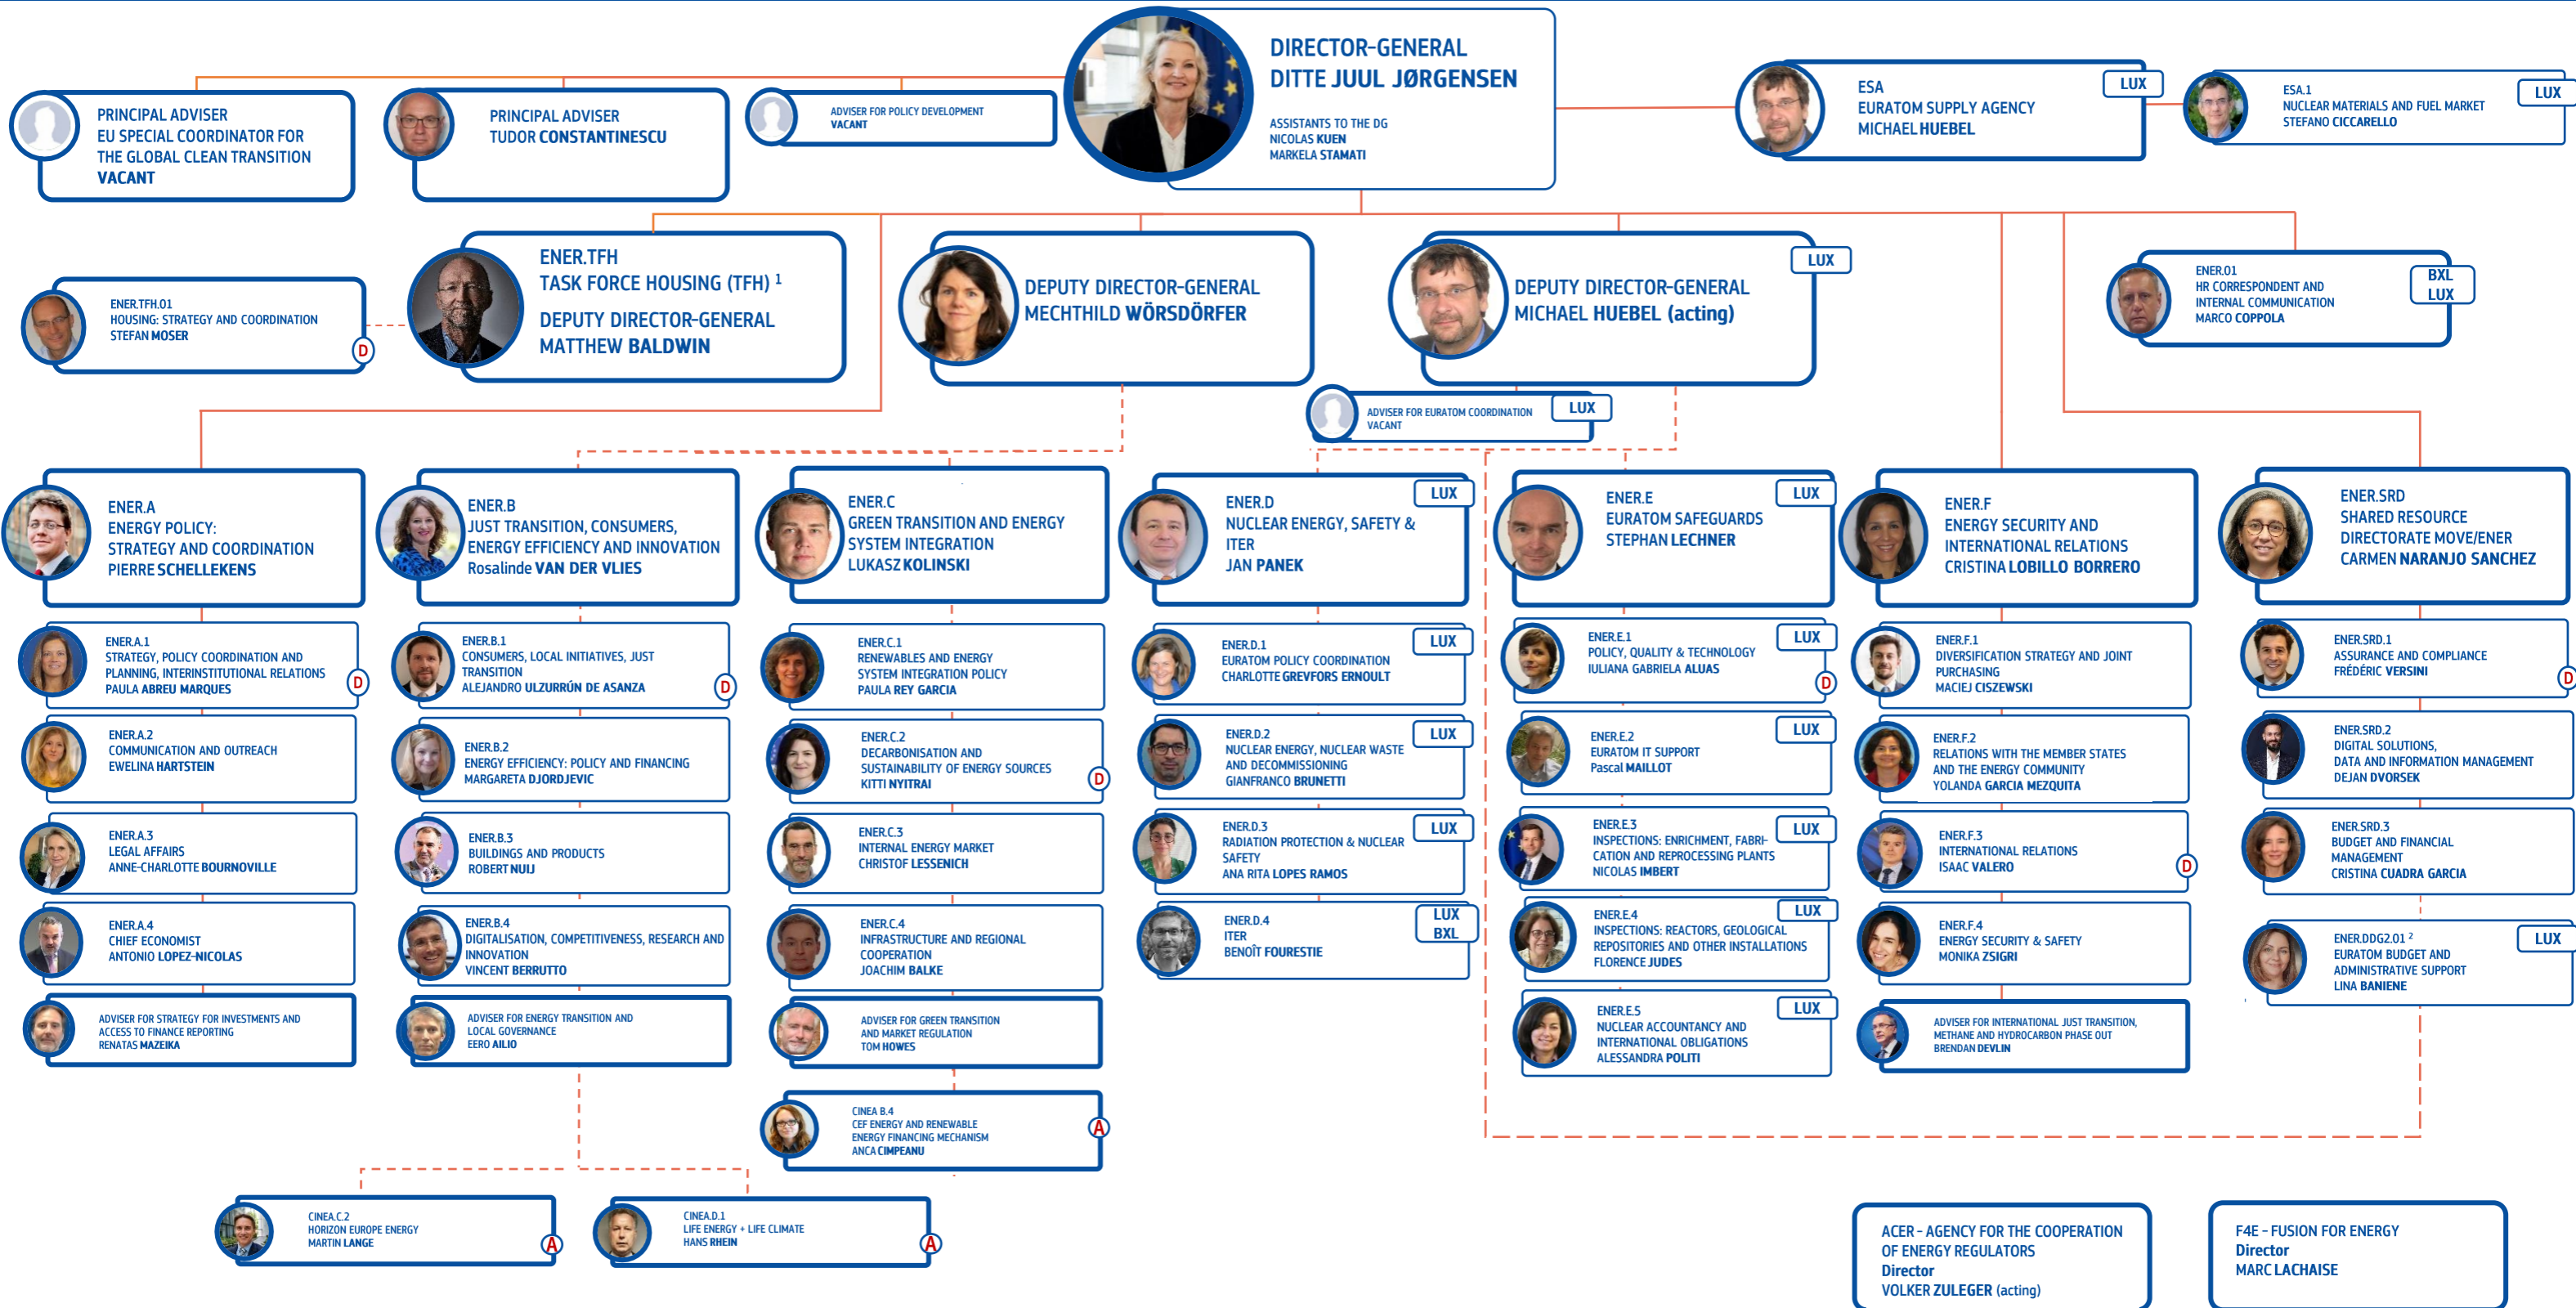 DIRECTOR-GENERAL
DITTE JUUL JØRGENSEN
ASSISTANTS TO THE DG
NICOLAS KUEN
MARKELA STAMATI
PRINCIPAL ADVISER
EU SPECIAL COORDINATOR FOR
THE GLOBAL CLEAN TRANSITION
VACANT
PRINCIPAL ADVISER
TUDOR CONSTANTINESCU
ADVISER FOR POLICY DEVELOPMENT
VACANT
ESA
EURATOM SUPPLY AGENCY
MICHAEL HUEBEL
LUX
ESA.1
NUCLEAR MATERIALS AND FUEL MARKET
STEFANO CICCARELLO
LUX
ENER.TFH.01
HOUSING: STRATEGY AND COORDINATION
STEFAN MOSER
D
ENER.TFH
TASK FORCE HOUSING (TFH) 1
DEPUTY DIRECTOR-GENERAL
MATTHEW BALDWIN
DEPUTY DIRECTOR-GENERAL
MECHTHILD WÖRSDÖRFER
DEPUTY DIRECTOR-GENERAL
MICHAEL HUEBEL (acting)
LUX
ENER.01
HR CORRESPONDENT AND
INTERNAL COMMUNICATION
MARCO COPPOLA
BXL
LUX
ADVISER FOR EURATOM COORDINATION
VACANT
LUX
ENER.A
ENERGY POLICY:
STRATEGY AND COORDINATION
PIERRE SCHELLEKENS
ENER.A.1
STRATEGY, POLICY COORDINATION AND
PLANNING, INTERINSTITUTIONAL RELATIONS
PAULA ABREU MARQUES
D
ENER.A.2
COMMUNICATION AND OUTREACH
EWELINA HARTSTEIN
ENER.A.3
LEGAL AFFAIRS
ANNE-CHARLOTTE BOURNOVILLE
ENER.A.4
CHIEF ECONOMIST
ANTONIO LOPEZ-NICOLAS
ADVISER FOR STRATEGY FOR INVESTMENTS AND
ACCESS TO FINANCE REPORTING
RENATAS MAZEIKA
ENER.B
JUST TRANSITION, CONSUMERS,
ENERGY EFFICIENCY AND INNOVATION
Rosalinde VAN DER VLIES
ENER.B.1
CONSUMERS, LOCAL INITIATIVES, JUST
TRANSITION
ALEJANDRO ULZURRÚN DE ASANZA
D
ENER.B.2
ENERGY EFFICIENCY: POLICY AND FINANCING
MARGARETA DJORDJEVIC
ENER.B.3
BUILDINGS AND PRODUCTS
ROBERT NUIJ
ENER.B.4
DIGITALISATION, COMPETITIVENESS, RESEARCH AND
INNOVATION
VINCENT BERRUTTO
ADVISER FOR ENERGY TRANSITION AND
LOCAL GOVERNANCE
EERO AILIO
CINEA.C.2
HORIZON EUROPE ENERGY
MARTIN LANGE
A
CINEA.D.1
LIFE ENERGY + LIFE CLIMATE
HANS RHEIN
A
ENER.C
GREEN TRANSITION AND ENERGY
SYSTEM INTEGRATION
LUKASZ KOLINSKI
ENER.C.1
RENEWABLES AND ENERGY
SYSTEM INTEGRATION POLICY
PAULA REY GARCIA
ENER.C.2
DECARBONISATION AND
SUSTAINABILITY OF ENERGY SOURCES
KITTI NYITRAI
D
ENER.C.3
INTERNAL ENERGY MARKET
CHRISTOF LESSENICH
ENER.C.4
INFRASTRUCTURE AND REGIONAL
COOPERATION
JOACHIM BALKE
ADVISER FOR GREEN TRANSITION
AND MARKET REGULATION
TOM HOWES
CINEA B.4
CEF ENERGY AND RENEWABLE
ENERGY FINANCING MECHANISM
ANCA CIMPEANU
A
ENER.D
NUCLEAR ENERGY, SAFETY &
ITER
JAN PANEK
LUX
ENER.D.1
EURATOM POLICY COORDINATION
CHARLOTTE GREVFORS ERNOULT
LUX
ENER.D.2
NUCLEAR ENERGY, NUCLEAR WASTE
AND DECOMMISSIONING
GIANFRANCO BRUNETTI
LUX
ENER.D.3
RADIATION PROTECTION & NUCLEAR
SAFETY
ANA RITA LOPES RAMOS
LUX
ENER.D.4
ITER
BENOÎT FOURESTIE
LUX
BXL
ENER.E
EURATOM SAFEGUARDS
STEPHAN LECHNER
LUX
ENER.E.1
POLICY, QUALITY & TECHNOLOGY
IULIANA GABRIELA ALUAS
LUX
D
ENER.E.2
EURATOM IT SUPPORT
Pascal MAILLOT
LUX
ENER.E.3
INSPECTIONS: ENRICHMENT, FABRI-
CATION AND REPROCESSING PLANTS
NICOLAS IMBERT
LUX
ENER.E.4
INSPECTIONS: REACTORS, GEOLOGICAL
REPOSITORIES AND OTHER INSTALLATIONS
FLORENCE JUDES
LUX
ENER.E.5
NUCLEAR ACCOUNTANCY AND
INTERNATIONAL OBLIGATIONS
ALESSANDRA POLITI
LUX
ENER.F
ENERGY SECURITY AND
INTERNATIONAL RELATIONS
CRISTINA LOBILLO BORRERO
ENER.F.1
DIVERSIFICATION STRATEGY AND JOINT
PURCHASING
MACIEJ CISZEWSKI
ENER.F.2
RELATIONS WITH THE MEMBER STATES
AND THE ENERGY COMMUNITY
YOLANDA GARCIA MEZQUITA
ENER.F.3
INTERNATIONAL RELATIONS
ISAAC VALERO
D
ENER.F.4
ENERGY SECURITY & SAFETY
MONIKA ZSIGRI
ADVISER FOR INTERNATIONAL JUST TRANSITION,
METHANE AND HYDROCARBON PHASE OUT
BRENDAN DEVLIN
ENER.SRD
SHARED RESOURCE
DIRECTORATE MOVE/ENER
CARMEN NARANJO SANCHEZ
ENER.SRD.1
ASSURANCE AND COMPLIANCE
FRÉDÉRIC VERSINI
D
ENER.SRD.2
DIGITAL SOLUTIONS,
DATA AND INFORMATION MANAGEMENT
DEJAN DVORSEK
ENER.SRD.3
BUDGET AND FINANCIAL
MANAGEMENT
CRISTINA CUADRA GARCIA
ENER.DDG2.01 2
EURATOM BUDGET AND
ADMINISTRATIVE SUPPORT
LINA BANIENE
LUX
ACER - AGENCY FOR THE COOPERATION
OF ENERGY REGULATORS
Director
VOLKER ZULEGER (acting)
F4E - FUSION FOR ENERGY
Director
MARC LACHAISE